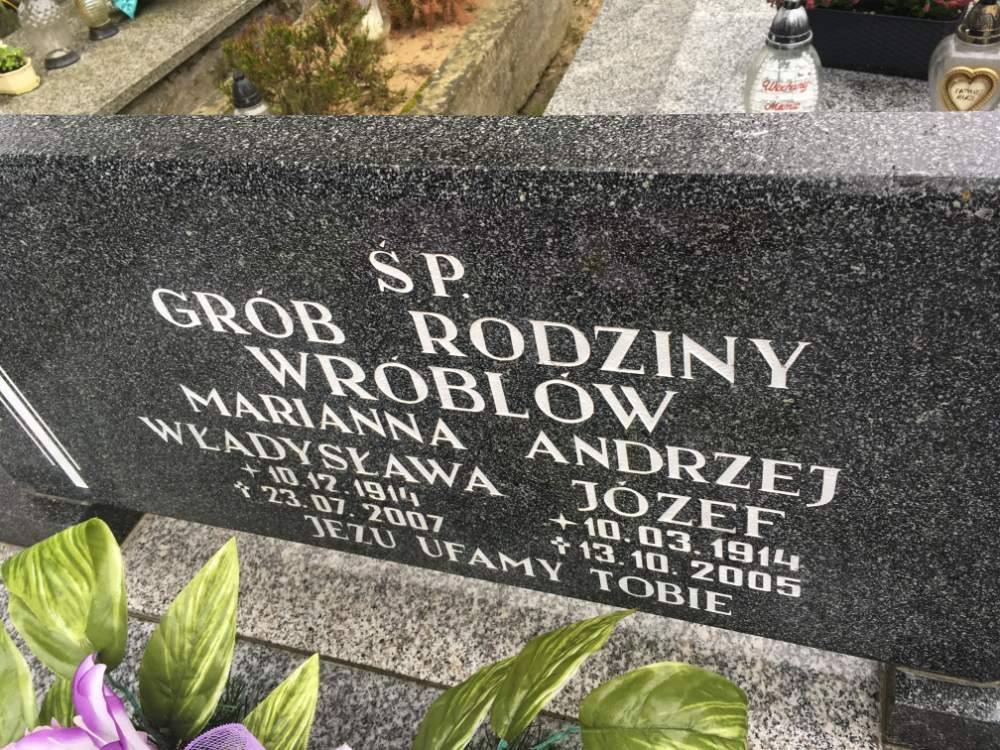 Ś P.
GRÓB RODZINY
WRÓBLÓW
MARIANNA ANDRZEJ
WŁADYSŁAWA JÓZEF
10.12.1914 10.03.1914
23.07.2007 13.10.2005
JEZU UFAMY TOBIE